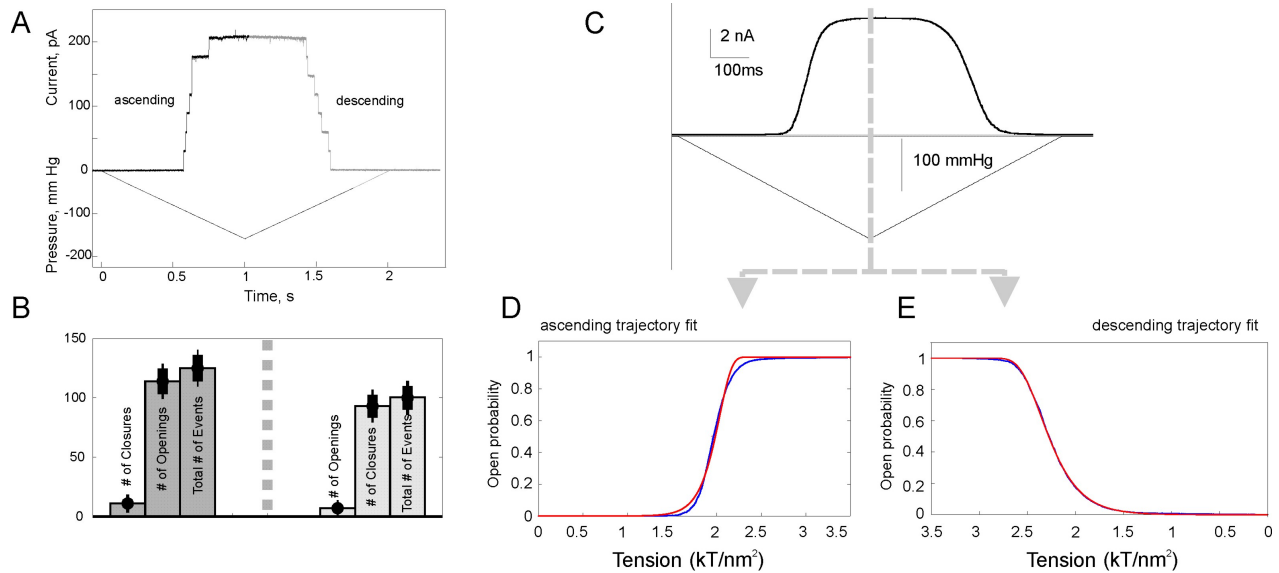 A
Current, pA
200
100
0
ascending
descending
Pressure, mm Hg
-100
-200
0
0.5
1
1.5
2
Time, s
B
150
100
50
0
# of Closures
# of Openings
Total # of Events
# of Openings
# of Closures
Total # of Events
C
2 nA
100ms
100 mmHg
D
ascending trajectory fit
Open probability
1
0.8
0.6
0.4
0.2
0
0
0.5
1
1.5
2
2.5
3
3.5
Tension (kT/nm²)
E
descending trajectory fit
Open probability
1
0.8
0.6
0.4
0.2
0
3.5
3
2.5
2
1.5
1
0.5
0
Tension (kT/nm²)